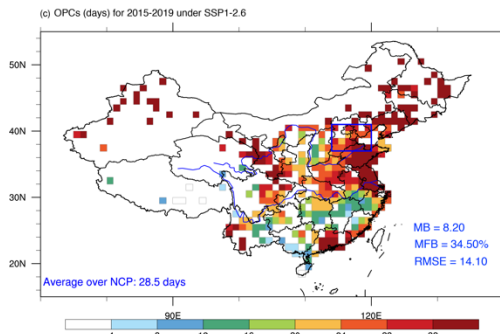 (c) OPCs (days) for 2015-2019 under SSP1-2.6
50N
40N
30N
20N
MB = 8.20
MFB = 34.50%
RMSE = 14.10
Average over NCP: 28.5 days
90E
120E